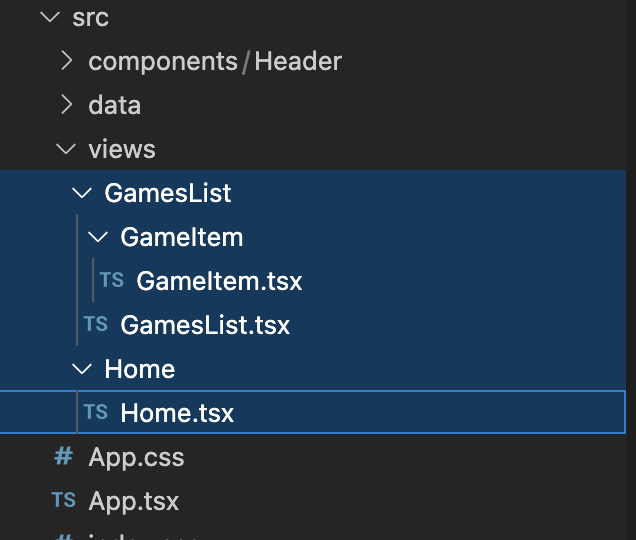 src
components/Header
data
views
GamesList
GameItem
TS GameItem.tsx
TS GamesList.tsx
Home
TS Home.tsx
# App.css
TS App.tsx